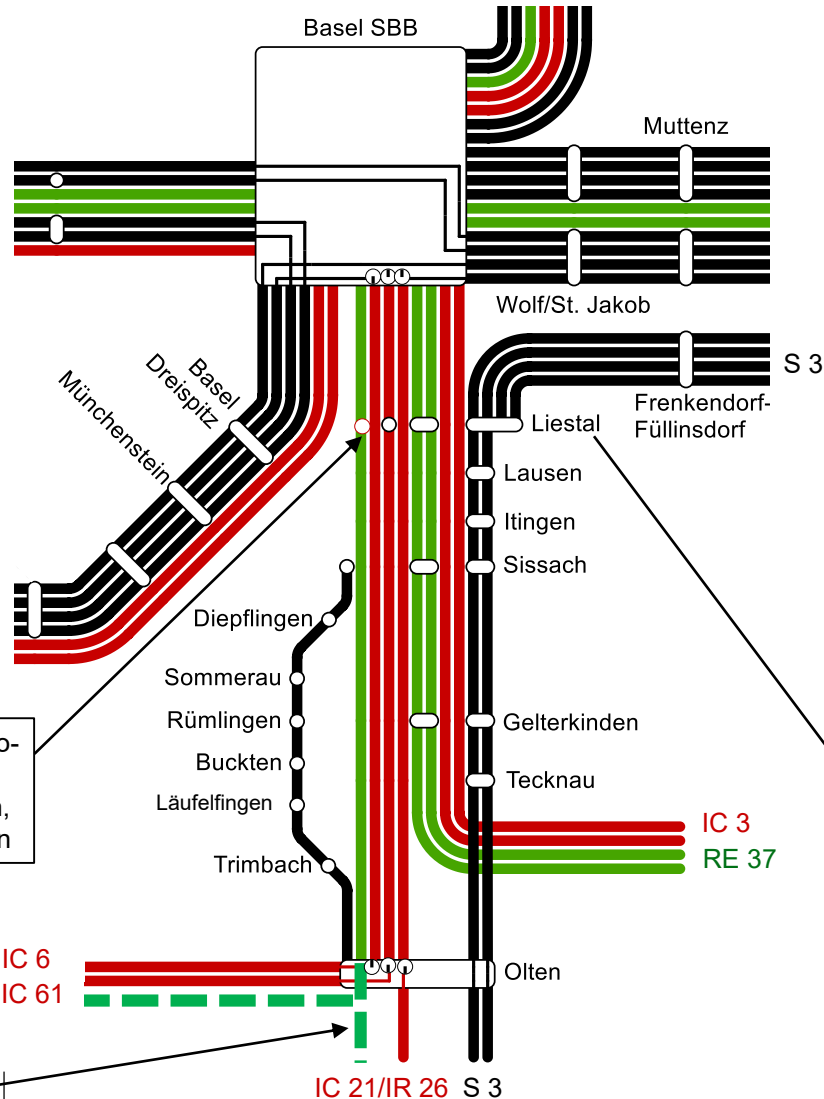 Basel SBB
Muttenz
Wolf/St. Jakob
S 3
Basel
Dreispitz
Münchenstein
Frenkendorf-
Füllinsdorf
Liestal
Lausen
Itingen
Sissach
Diepflingen
Sommerau
Rümlingen
Gelterkinden
o-
Buckten
Tecknau
Läufelfingen
n
IC 3
RE 37
Trimbach
IC 6
Olten
IC 61
IC 21/IR 26 S 3